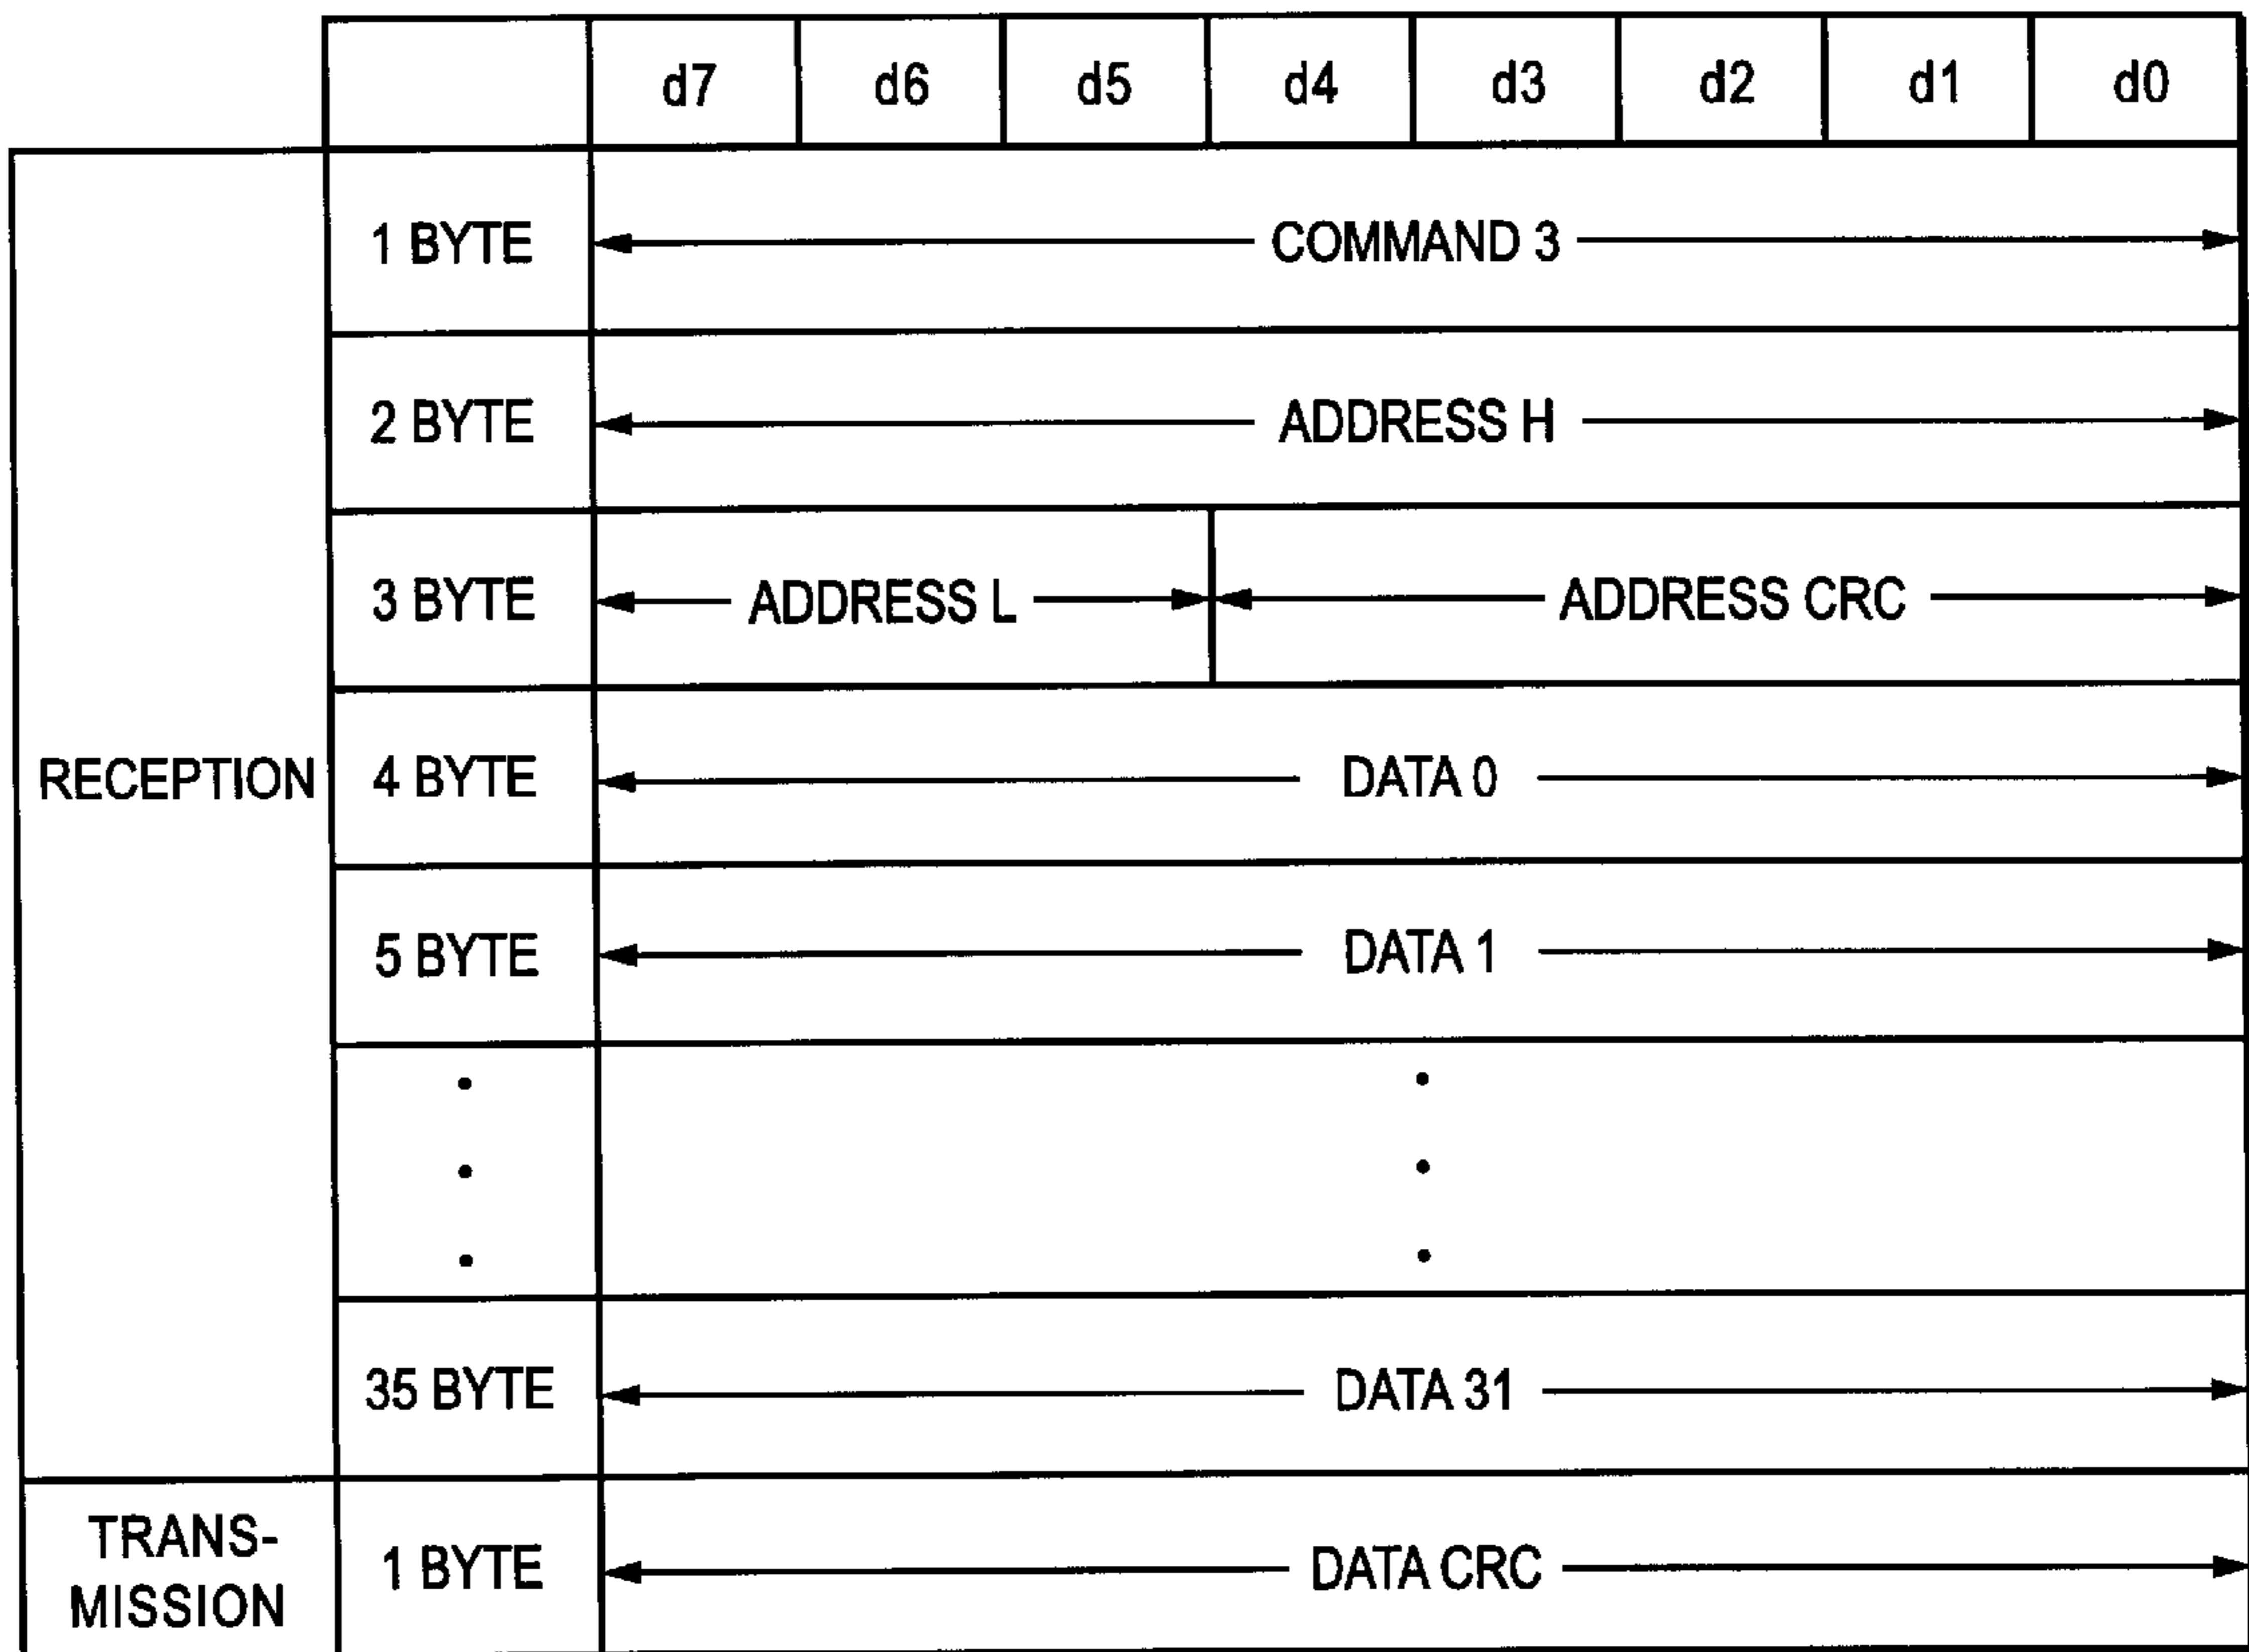 d7 d6 d5 d4 d3 d2 d1 d0
1 BYTE COMMAND 3
2 BYTE ADDRESS H
3 BYTE ADDRESS L ADDRESS CRC
RECEPTION 4 BYTE DATA 0
5 BYTE DATA 1
35 BYTE DATA 31
TRANS-
MISSION 1 BYTE DATA CRC